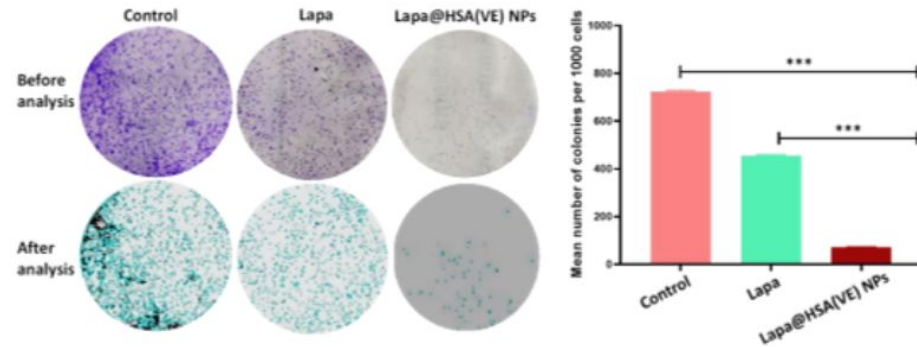 Control Lapa Lapa@HSA(VE) NPs
Before
analysis
After
analysis
Mean number of colonies per 1000 cells
1000
800
600
400
200
0
***
***
Control
Lapa
Lapa@HSA(VE) NPs